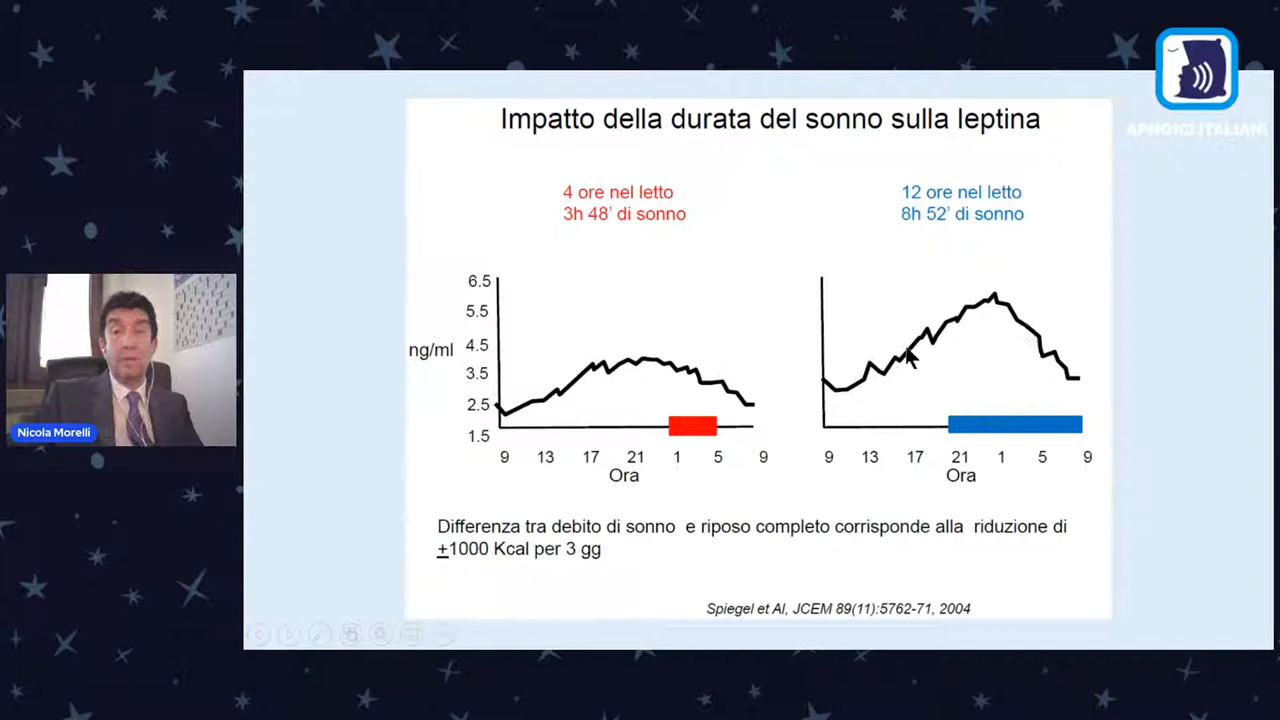 APNOICI ITALIANI
Impatto della durata del sonno sulla leptina
4 ore nel letto
3h 48' di sonno
12 ore nel letto
8h 52' di sonno
6.5
5.5
4.5
3.5
2.5
1.5
ng/ml
9 13 17 21 1 5 9
Ora
9 13 17 21 1 5 9
Ora
Nicola Morelli
Differenza tra debito di sonno e riposo completo corrisponde alla riduzione di
±1000 Kcal per 3 gg
Spiegel et Al, JCEM 89(11):5762-71, 2004